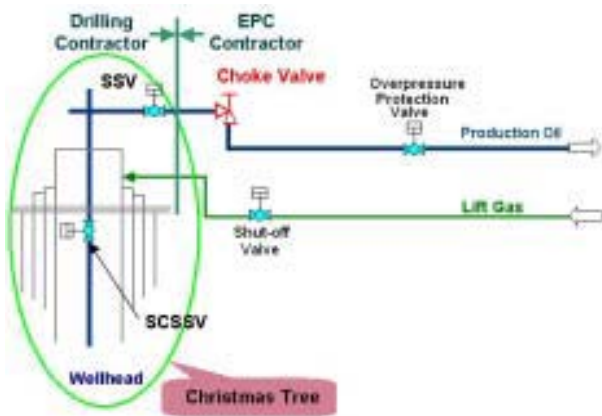 Drilling
Contractor
EPC
Contractor
SSV
Choke Valve
Overpressure
Protection
Valve
Production Oil
Lift Gas
Shut-off
Valve
SCSSV
Wellhead
Christmas Tree